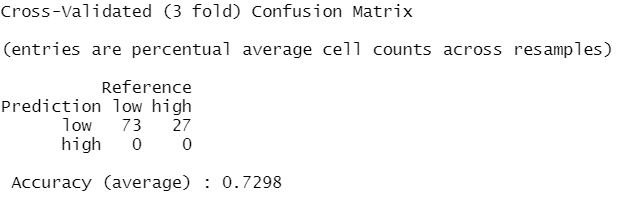 Cross-Validated (3 fold) Confusion Matrix
(entries are percentual average cell counts across resamples)
Reference
Prediction low high
low 73 27
high 0 0
Accuracy (average) : 0.7298